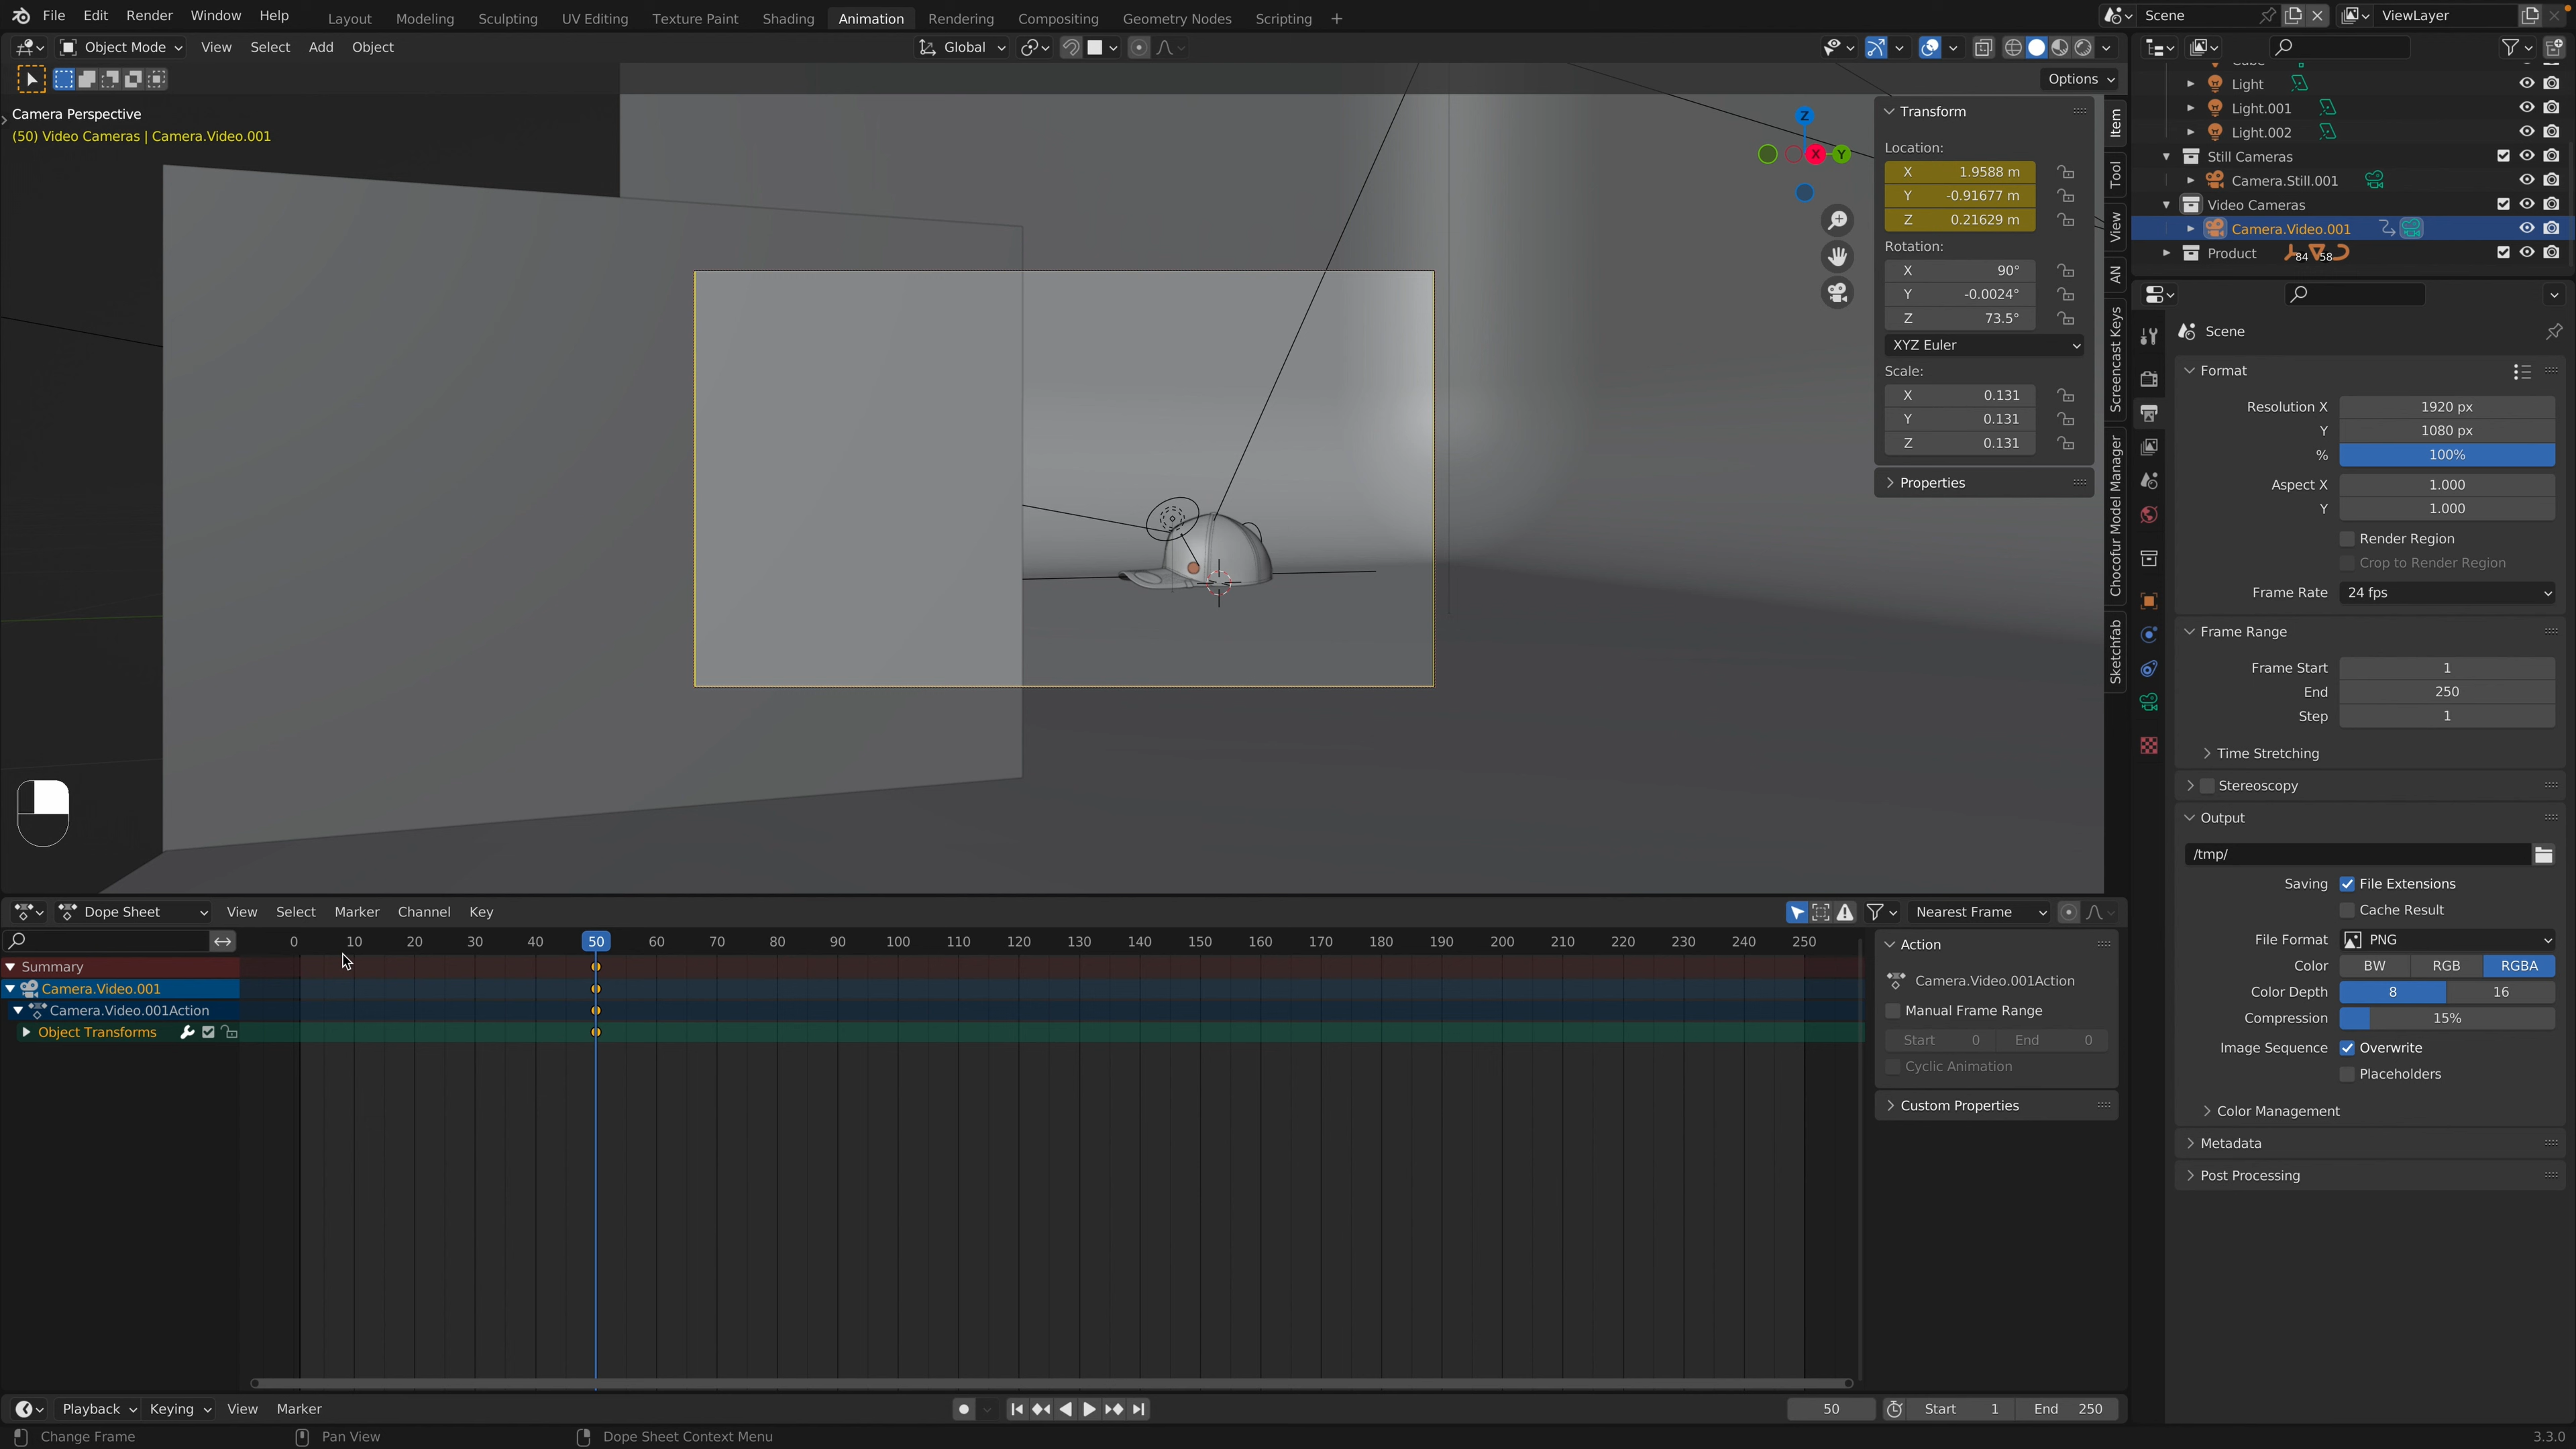 File Edit Render Window Help
Layout Modeling Sculpting UV Editing Texture Paint Shading Animation Rendering Compositing Geometry Nodes Scripting +
Scene
ViewLayer
Object Mode View Select Add Object
Global
Options
Camera Perspective
(50) Video Cameras | Camera.Video.001
Z
X
Y
Transform
Location:
X 1.9588 m
Y -0.91677 m
Z 0.21629 m
Rotation:
X 90°
Y -0.0024°
Z 73.5°
XYZ Euler
Scale:
X 0.131
Y 0.131
Z 0.131
Properties
Item
Tool
View
AN
Screencast Keys
Chocofur Model Manager
Sketchfab
Cube
Light
Light.001
Light.002
Still Cameras
Camera.Still.001
Video Cameras
Camera.Video.001
Product 84 58
Scene
Format
Resolution X 1920 px
Y 1080 px
% 100%
Aspect X 1.000
Y 1.000
Render Region
Crop to Render Region
Frame Rate 24 fps
Frame Range
Frame Start 1
End 250
Step 1
Time Stretching
Stereoscopy
Output
/tmp/
Saving File Extensions
Cache Result
File Format PNG
Color BW RGB RGBA
Color Depth 8 16
Compression 15%
Image Sequence Overwrite
Placeholders
Color Management
Metadata
Post Processing
Dope Sheet View Select Marker Channel Key
Nearest Frame
0 10 20 30 40 50 60 70 80 90 100 110 120 130 140 150 160 170 180 190 200 210 220 230 240 250
Summary
Camera.Video.001
Camera.Video.001Action
Object Transforms
Action
Camera.Video.001Action
Manual Frame Range
Start 0 End 0
Cyclic Animation
Custom Properties
Playback Keying View Marker
50 Start 1 End 250
Change Frame Pan View Dope Sheet Context Menu
3.3.0